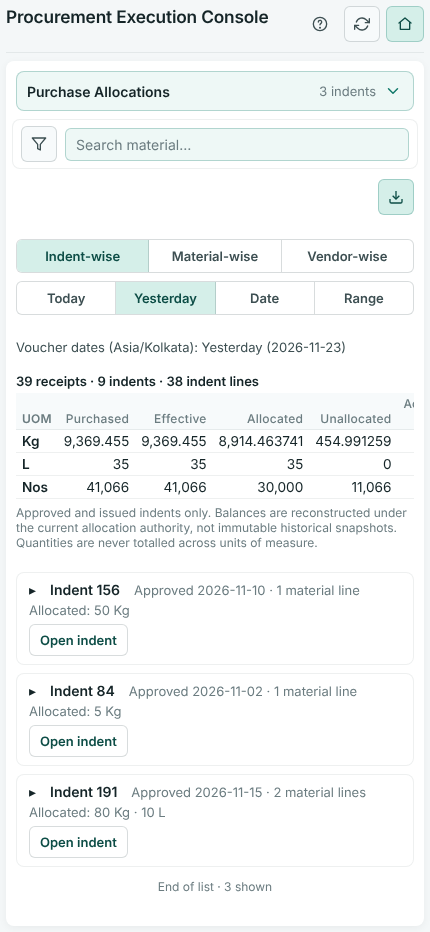 Procurement Execution Console
Purchase Allocations 3 indents
Search material...
Indent-wise Material-wise Vendor-wise
Today Yesterday Date Range
Voucher dates (Asia/Kolkata): Yesterday (2026-11-23)
39 receipts · 9 indents · 38 indent lines
UOM Purchased Effective Allocated Unallocated
Kg 9,369.455 9,369.455 8,914.463741 454.991259
L 35 35 35 0
Nos 41,066 41,066 30,000 11,066
Approved and issued indents only. Balances are reconstructed under
the current allocation authority, not immutable historical snapshots.
Quantities are never totalled across units of measure.
▸ Indent 156 Approved 2026-11-10 · 1 material line
Allocated: 50 Kg
Open indent
▸ Indent 84 Approved 2026-11-02 · 1 material line
Allocated: 5 Kg
Open indent
▸ Indent 191 Approved 2026-11-15 · 2 material lines
Allocated: 80 Kg · 10 L
Open indent
End of list · 3 shown